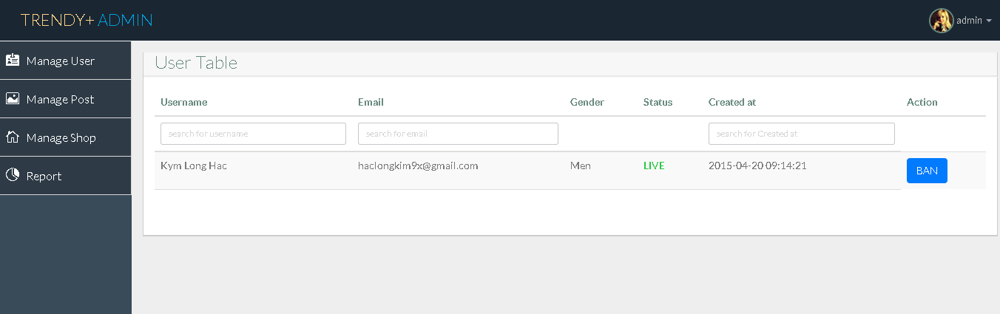 TRENDY+ ADMIN
admin
Manage User
Manage Post
Manage Shop
Report
User Table
Username Email Gender Status Created at Action
search for username search for email search for Created at
Kym Long Hac haclongkim9x@gmail.com Men LIVE 2015-04-20 09:14:21 BAN